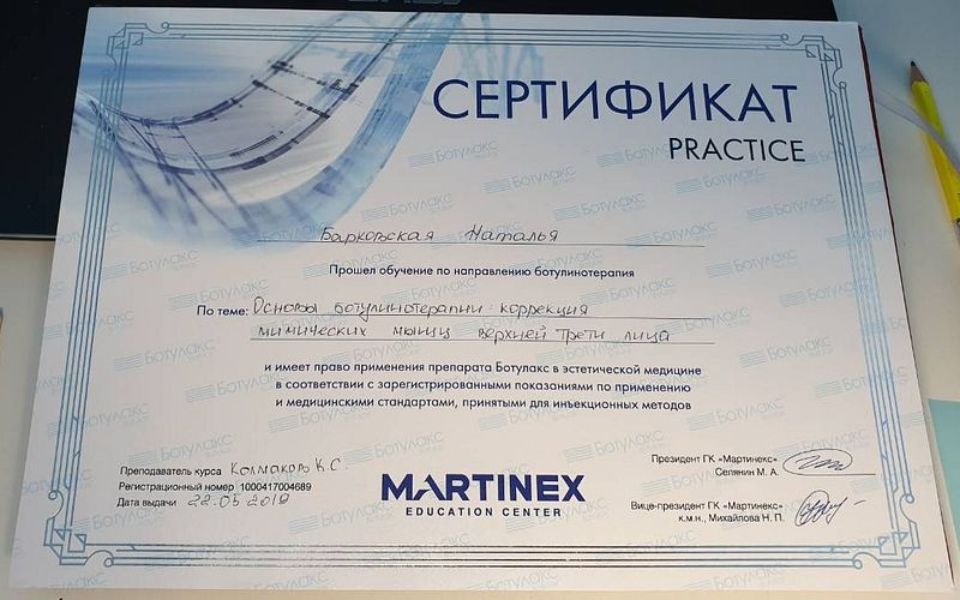 СЕРТИФИКАТ
PRACTICE
Барковская Наталья
Прошел обучение по направлению ботулинотерапия
По теме: Основы ботулинотерапии: коррекция
мимических мышц верхней трети лица
и имеет право применения препарата Ботулакс в эстетической медицине
в соответствии с зарегистрированными показаниями по применению
и медицинскими стандартами, принятыми для инъекционных методов
Преподаватель курса Колмаков К.С.
Регистрационный номер 1000417004689
Дата выдачи 22.05.2019
MARTINEX
EDUCATION CENTER
Президент ГК «Мартинекс»
Селянин М. А.
Вице-президент ГК «Мартинекс»
к.м.н., Михайлова Н. П.